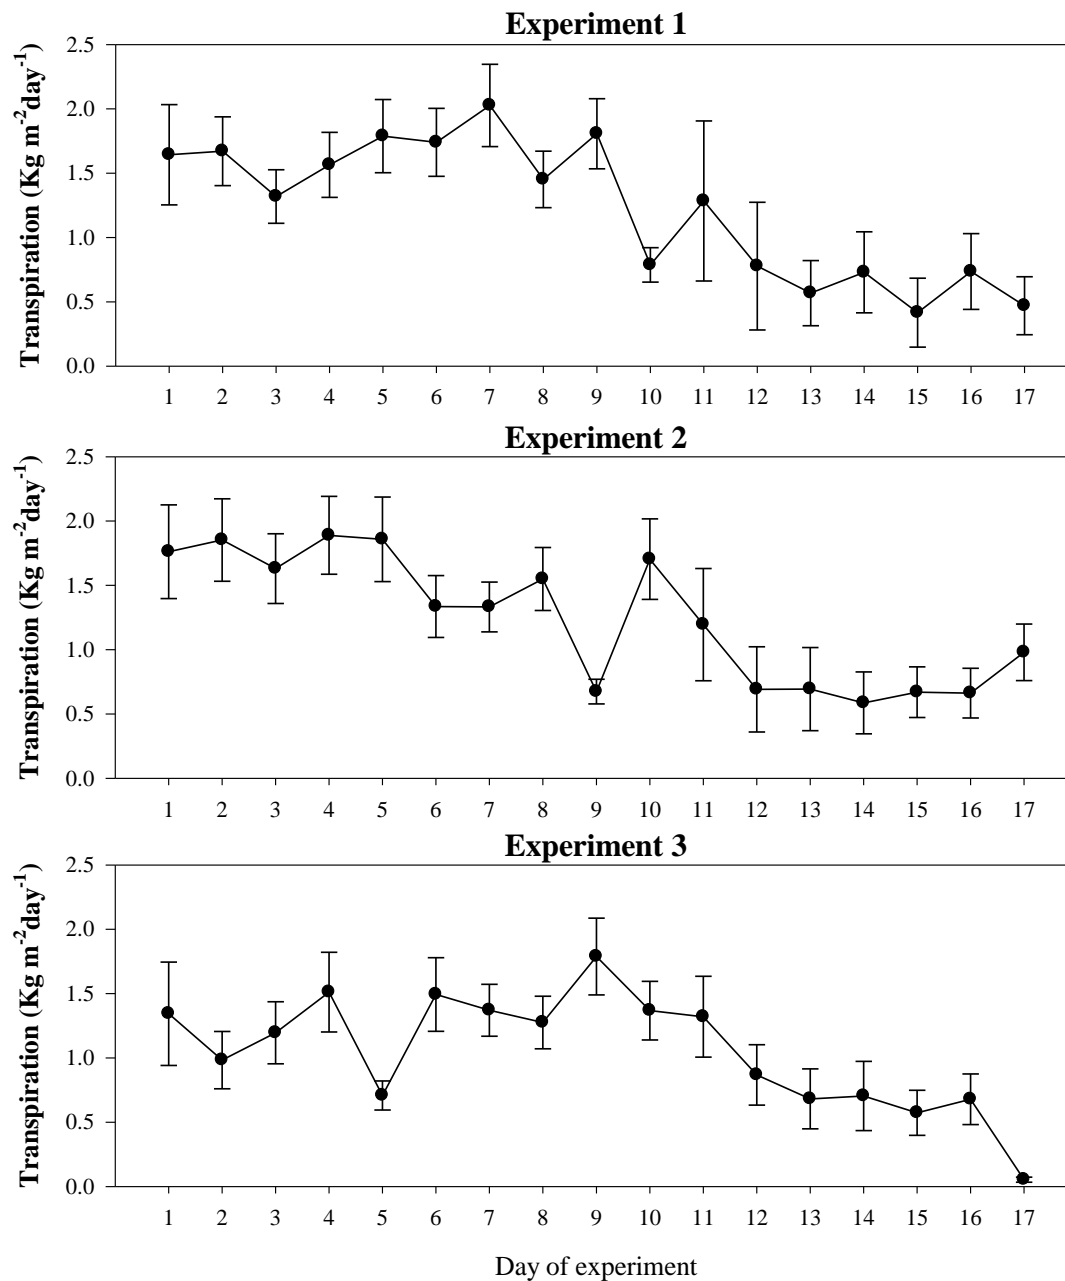 Experiment 1
Transpiration (Kg m-2day-1)
2.5
2.0
1.5
1.0
0.5
0.0
1 2 3 4 5 6 7 8 9 10 11 12 13 14 15 16 17
Experiment 2
Transpiration (Kg m-2day-1)
2.5
2.0
1.5
1.0
0.5
0.0
1 2 3 4 5 6 7 8 9 10 11 12 13 14 15 16 17
Experiment 3
Transpiration (Kg m-2day-1)
2.5
2.0
1.5
1.0
0.5
0.0
1 2 3 4 5 6 7 8 9 10 11 12 13 14 15 16 17
Day of experiment